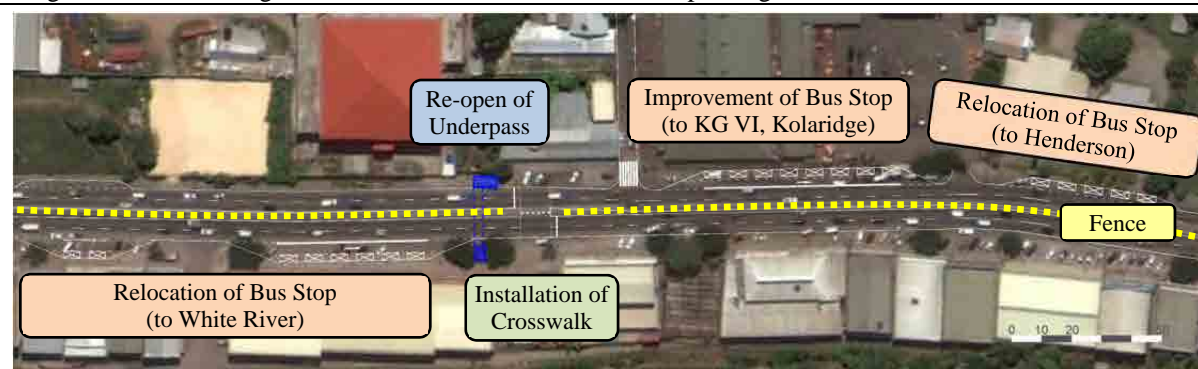 Re-open of
Underpass
Improvement of Bus Stop
(to KG VI, Kolaridge)
Relocation of Bus Stop
(to Henderson)
Fence
Relocation of Bus Stop
(to White River)
Installation of
Crosswalk
0 10 20